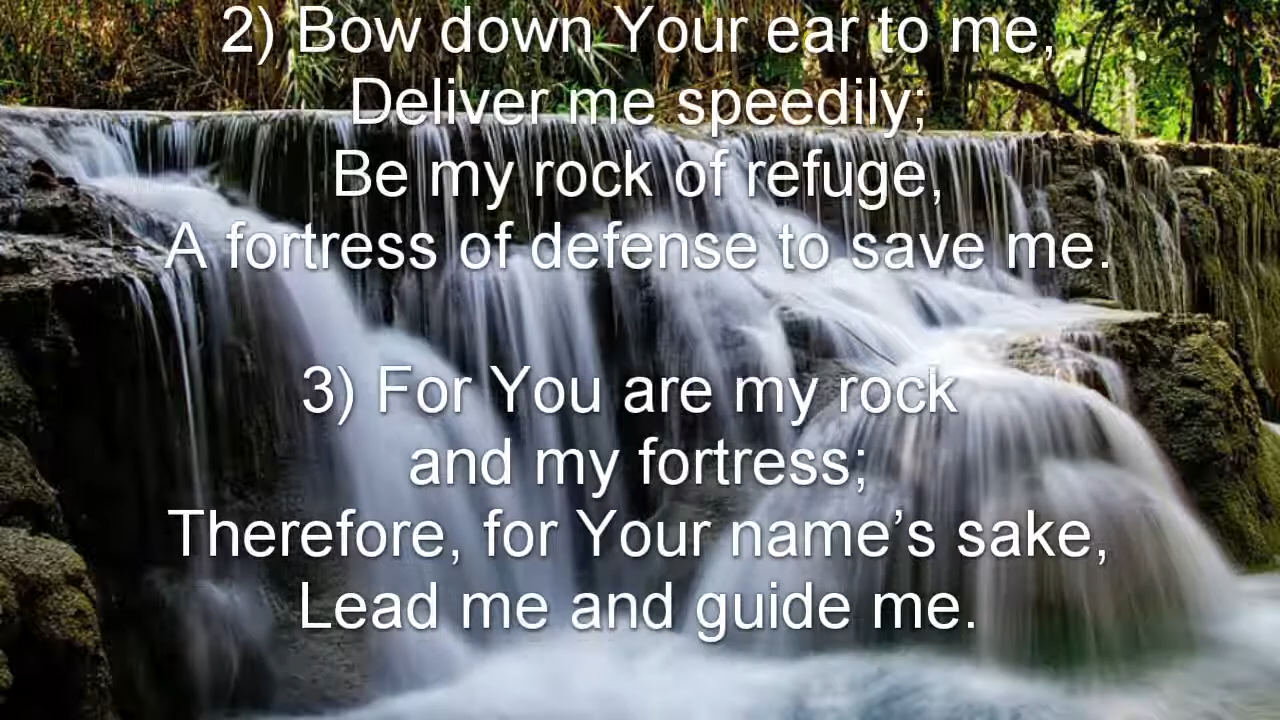 2) Bow down Your ear to me,
Deliver me speedily;
Be my rock of refuge,
A fortress of defense to save me.
3) For You are my rock
and my fortress;
Therefore, for Your name’s sake,
Lead me and guide me.